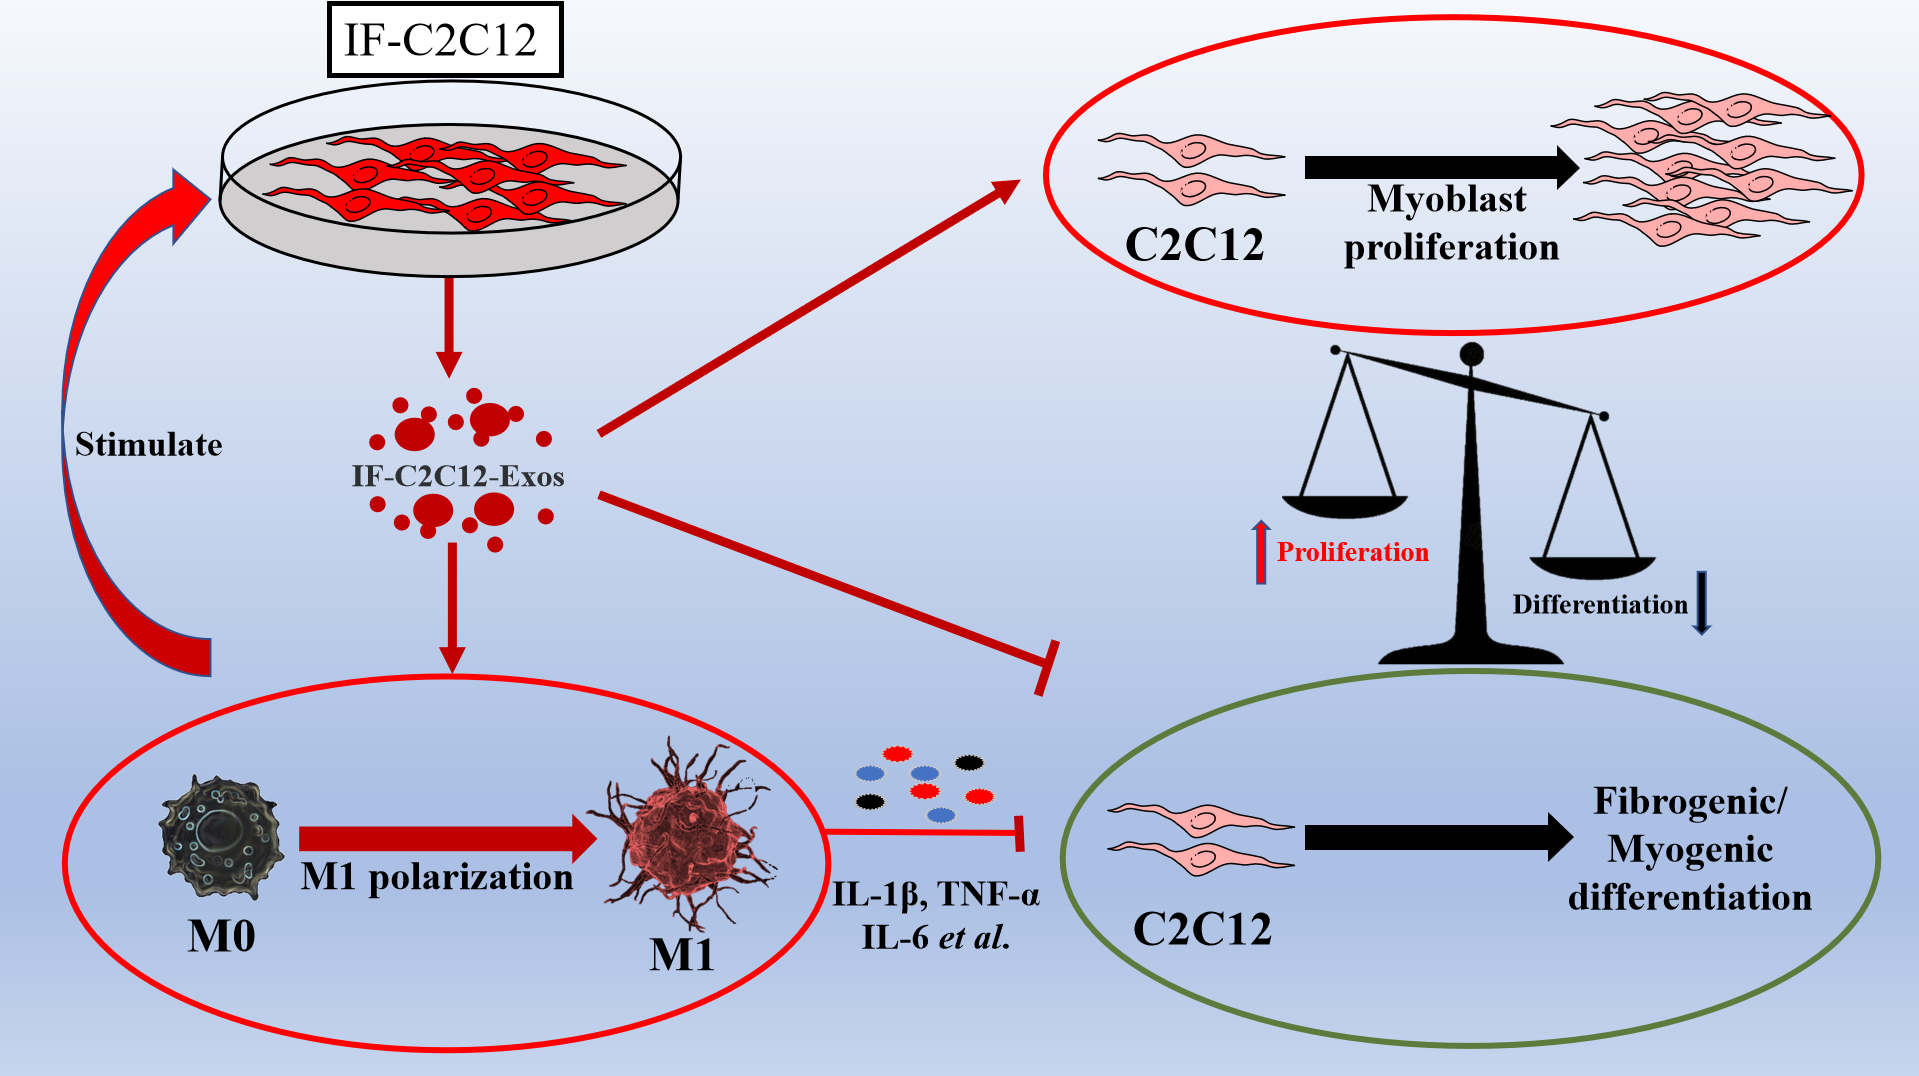 IF-C2C12
Stimulate
IF-C2C12-Exos
M0
M1 polarization
M1
IL-1β, TNF-α
IL-6 et al.
C2C12
Myoblast
proliferation
Proliferation
Differentiation
C2C12
Fibrogenic/
Myogenic
differentiation